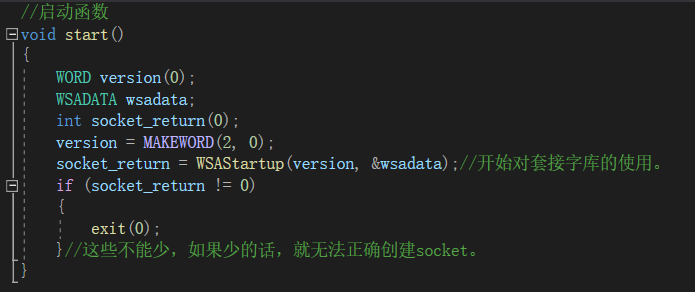 //启动函数
void start()
{
WORD version(0);
WSADATA wsadata;
int socket_return(0);
version = MAKEWORD(2, 0);
socket_return = WSAStartup(version, &wsadata);//开始对套接字库的使用。
if (socket_return != 0)
{
exit(0);
}//这些不能少，如果少的话，就无法正确创建socket。
}